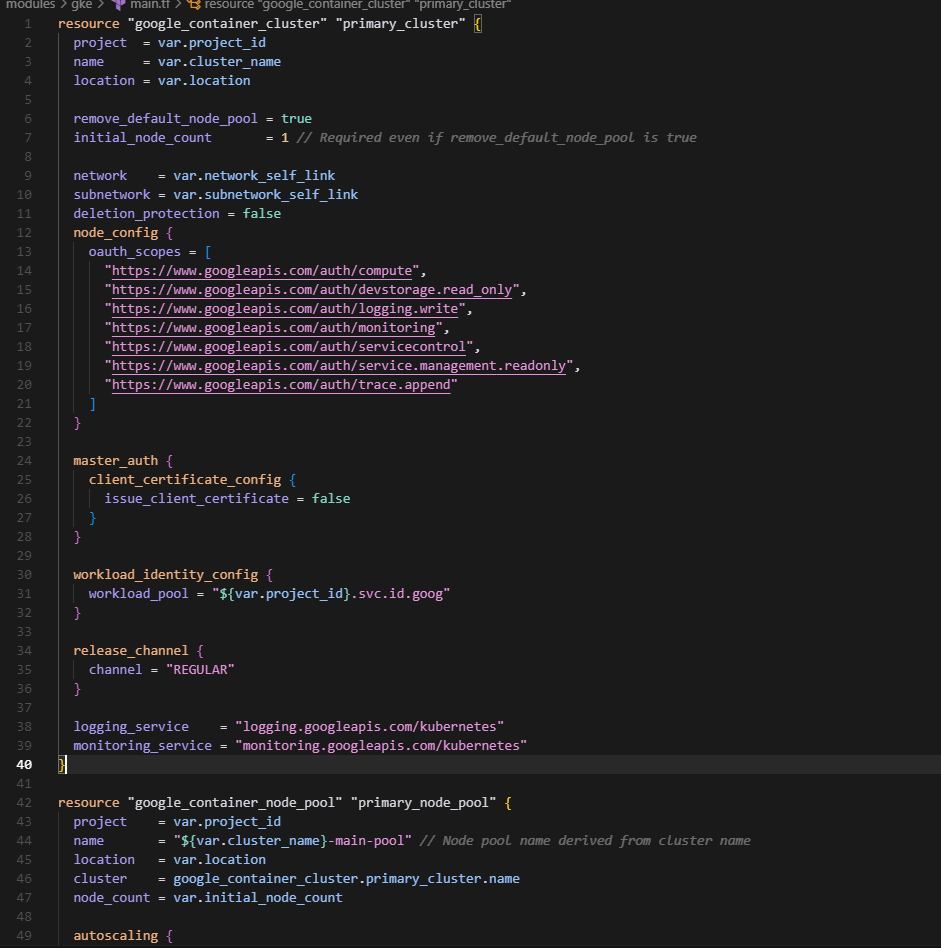 modules > gke > main.tf > resource "google_container_cluster" "primary_cluster"
1 resource "google_container_cluster" "primary_cluster" {
2   project  = var.project_id
3   name     = var.cluster_name
4   location = var.location
5
6   remove_default_node_pool = true
7   initial_node_count       = 1 // Required even if remove_default_node_pool is true
8
9   network    = var.network_self_link
10   subnetwork = var.subnetwork_self_link
11   deletion_protection = false
12   node_config {
13     oauth_scopes = [
14       "https://www.googleapis.com/auth/compute",
15       "https://www.googleapis.com/auth/devstorage.read_only",
16       "https://www.googleapis.com/auth/logging.write",
17       "https://www.googleapis.com/auth/monitoring",
18       "https://www.googleapis.com/auth/servicecontrol",
19       "https://www.googleapis.com/auth/service.management.readonly",
20       "https://www.googleapis.com/auth/trace.append"
21     ]
22   }
23
24   master_auth {
25     client_certificate_config {
26       issue_client_certificate = false
27     }
28   }
29
30   workload_identity_config {
31     workload_pool = "${var.project_id}.svc.id.goog"
32   }
33
34   release_channel {
35     channel = "REGULAR"
36   }
37
38   logging_service    = "logging.googleapis.com/kubernetes"
39   monitoring_service = "monitoring.googleapis.com/kubernetes"
40 }
41
42 resource "google_container_node_pool" "primary_node_pool" {
43   project    = var.project_id
44   name       = "${var.cluster_name}-main-pool" // Node pool name derived from cluster name
45   location   = var.location
46   cluster    = google_container_cluster.primary_cluster.name
47   node_count = var.initial_node_count
48
49   autoscaling {